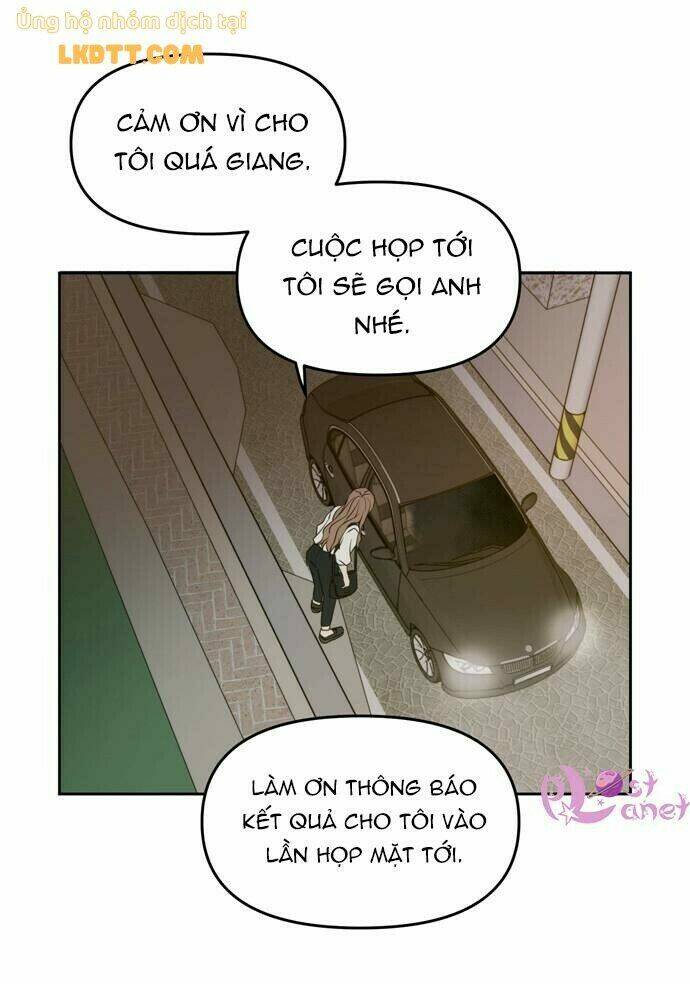 Ủng hộ nhóm dịch tại
LKDTT.COM
CẢM ƠN VÌ CHO
TÔI QUÁ GIANG.
CUỘC HỌP TỚI
TÔI SẼ GỌI ANH
NHÉ.
LÀM ƠN THÔNG BÁO
KẾT QUẢ CHO TÔI VÀO
LẦN HỌP MẶT TỚI.
Lost
Planet